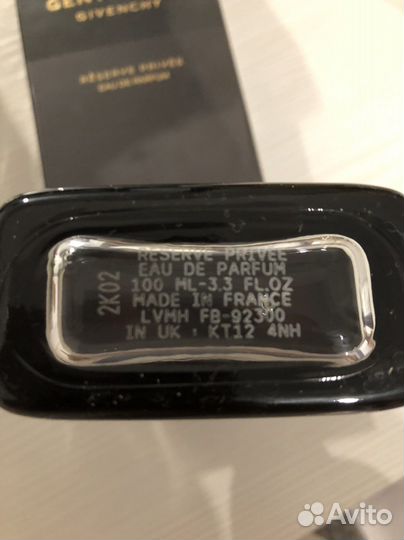 GIVENCHY
RÉSERVE PRIVÉE
EAU DE PARFUM
2K02
RESERVE PRIVEE
EAU DE PARFUM
100 ML-3.3 FL.OZ
MADE IN FRANCE
LVMH FB-92300
IN UK : KT12 4NH
Avito